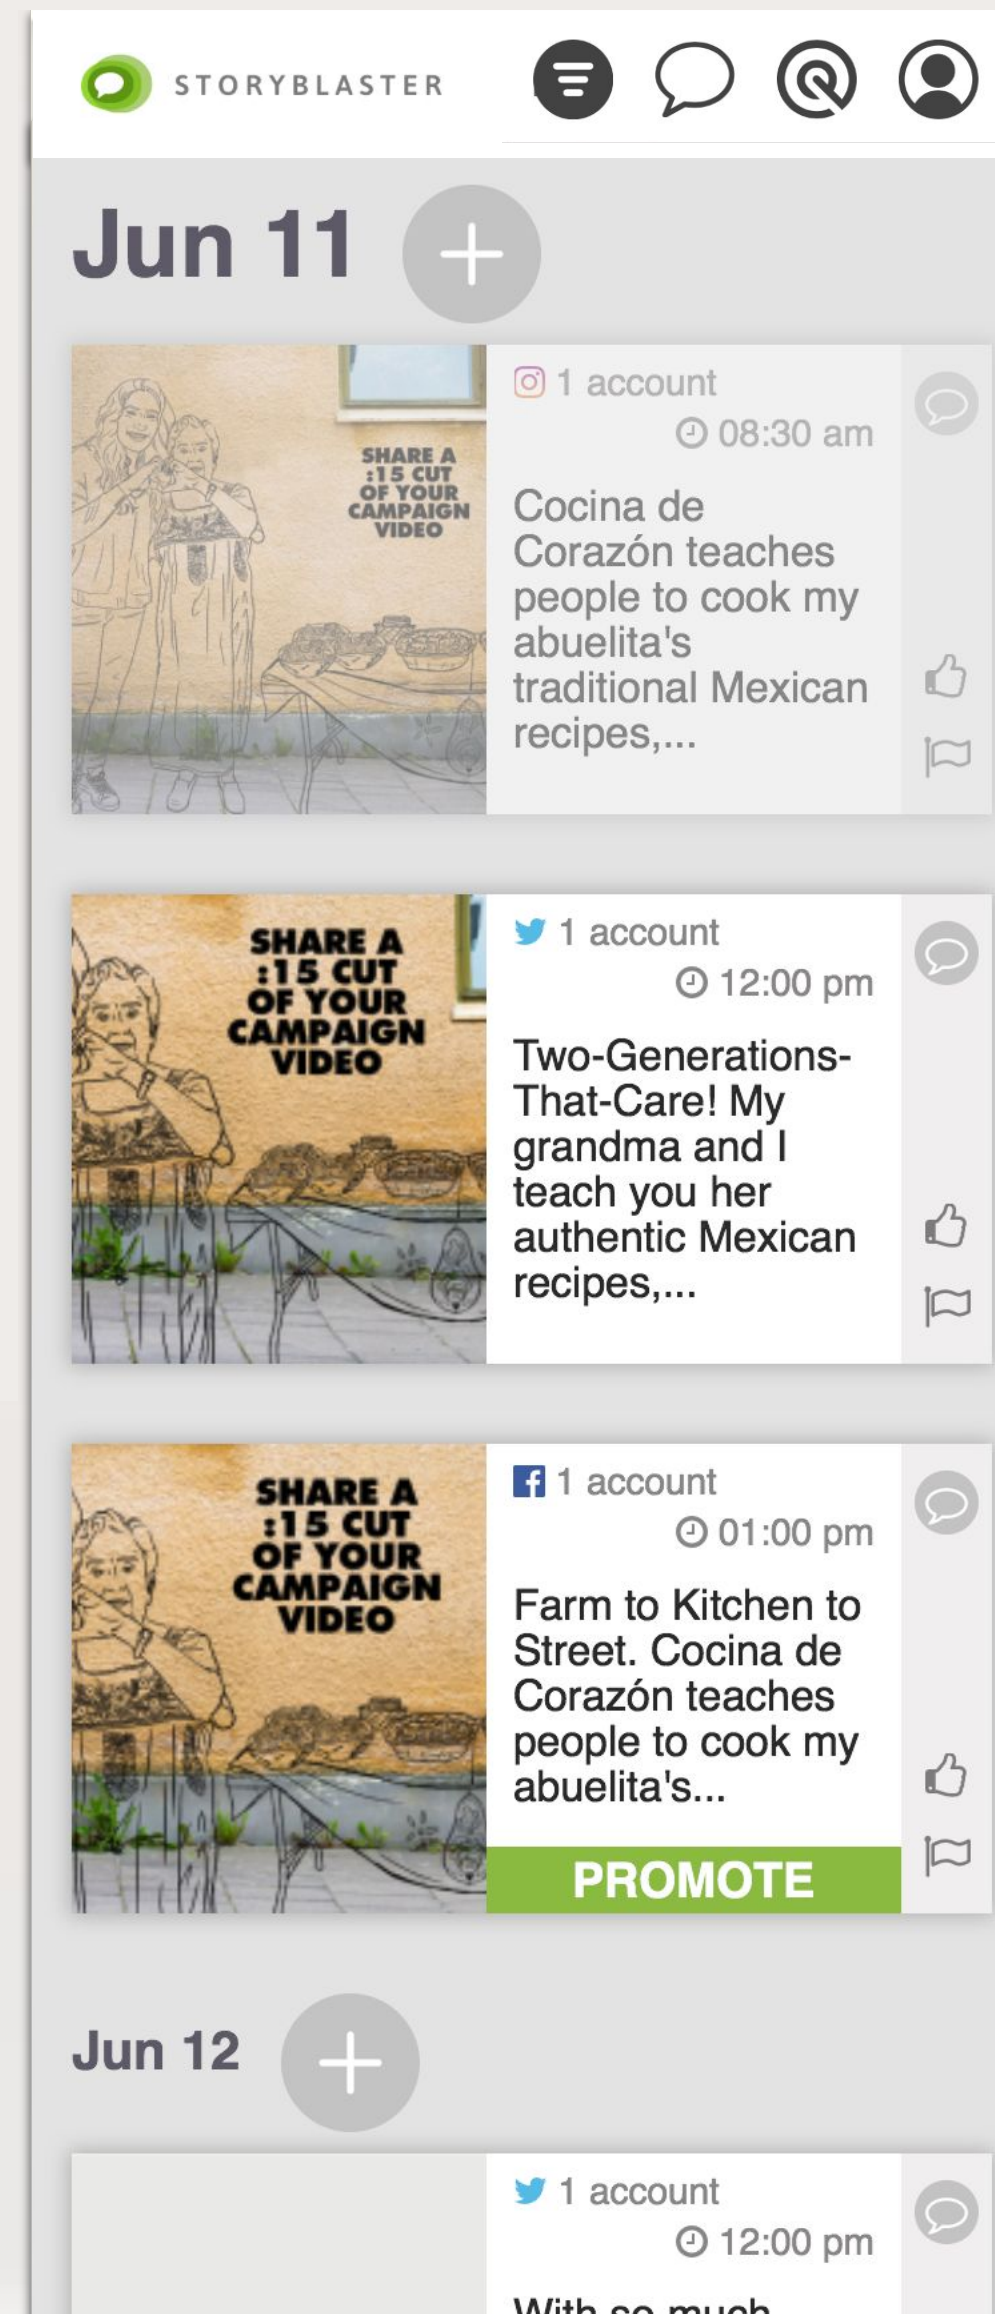 STORYBLASTER
Jun 11
SHARE A
:15 CUT
OF YOUR
CAMPAIGN
VIDEO
1 account
08:30 am
Cocina de
Corazón teaches
people to cook my
abuelita's
traditional Mexican
recipes,...
SHARE A
:15 CUT
OF YOUR
CAMPAIGN
VIDEO
1 account
12:00 pm
Two-Generations-
That-Care! My
grandma and I
teach you her
authentic Mexican
recipes,...
SHARE A
:15 CUT
OF YOUR
CAMPAIGN
VIDEO
1 account
01:00 pm
Farm to Kitchen to
Street. Cocina de
Corazón teaches
people to cook my
abuelita's...
PROMOTE
Jun 12
1 account
12:00 pm
With so much